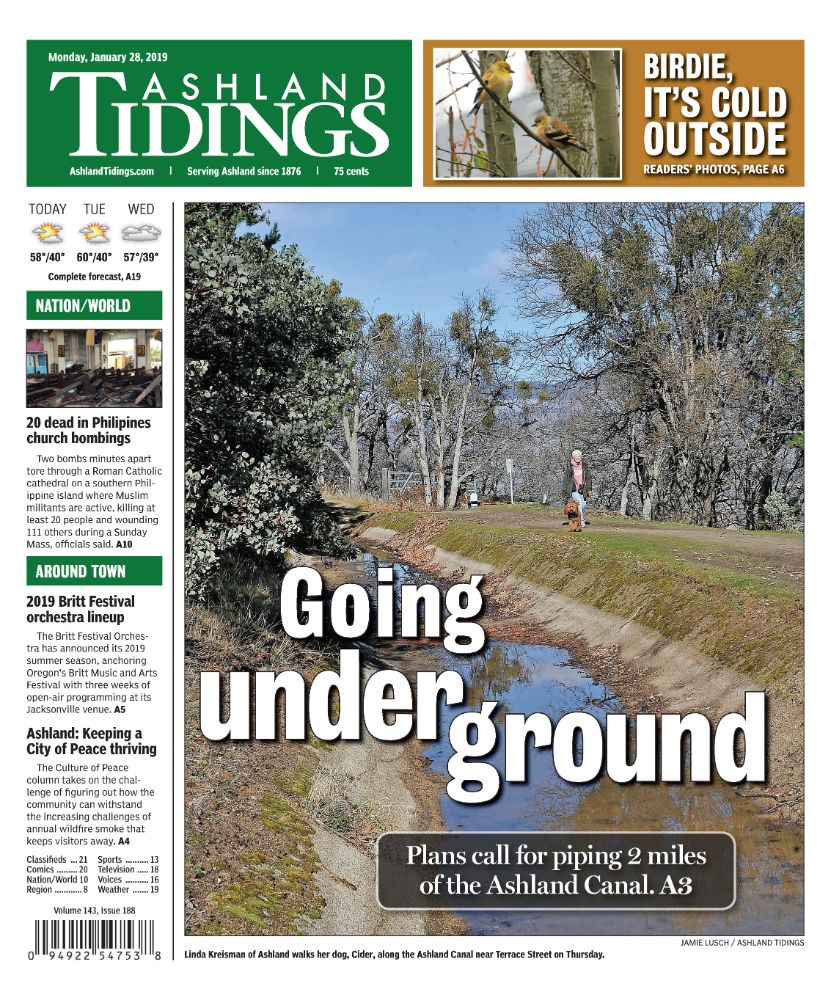 Monday, January 28, 2019
ASHLAND
TIDINGS
AshlandTidings.com | Serving Ashland since 1876 | 75 cents
BIRDIE,
IT'S COLD
OUTSIDE
READERS' PHOTOS, PAGE A6
TODAY TUE WED
58°/40° 60°/40° 57°/39°
Complete forecast, A19
NATION/WORLD
20 dead in Philipines
church bombings
Two bombs minutes apart
tore through a Roman Catholic
cathedral on a southern Phil-
ippine island where Muslim
militants are active, killing at
least 20 people and wounding
111 others during a Sunday
Mass, officials said. A10
AROUND TOWN
2019 Britt Festival
orchestra lineup
The Britt Festival Orches-
tra has announced its 2019
summer season, anchoring
Oregon's Britt Music and Arts
Festival with three weeks of
open-air programming at its
Jacksonville venue. A5
Ashland: Keeping a
City of Peace thriving
The Culture of Peace
column takes on the chal-
lenge of figuring out how the
community can withstand
the increasing challenges of
annual wildfire smoke that
keeps visitors away. A4
Classifieds ... 21 Sports .......... 13
Comics .......... 20 Television ..... 18
Nation/World 10 Voices .......... 16
Region ............ 8 Weather ....... 19
Volume 143, Issue 188
0 94922 54753 8
Going
under
ground
Plans call for piping 2 miles
of the Ashland Canal. A3
JAMIE LUSCH / ASHLAND TIDINGS
Linda Kreisman of Ashland walks her dog, Cider, along the Ashland Canal near Terrace Street on Thursday.